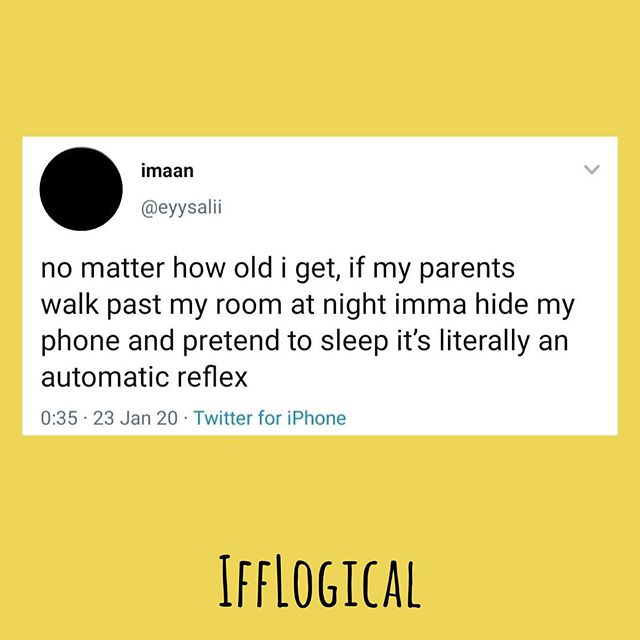 imaan
@eyysalii
no matter how old i get, if my parents
walk past my room at night imma hide my
phone and pretend to sleep it’s literally an
automatic reflex
0:35 · 23 Jan 20 · Twitter for iPhone
IFFLOGICAL